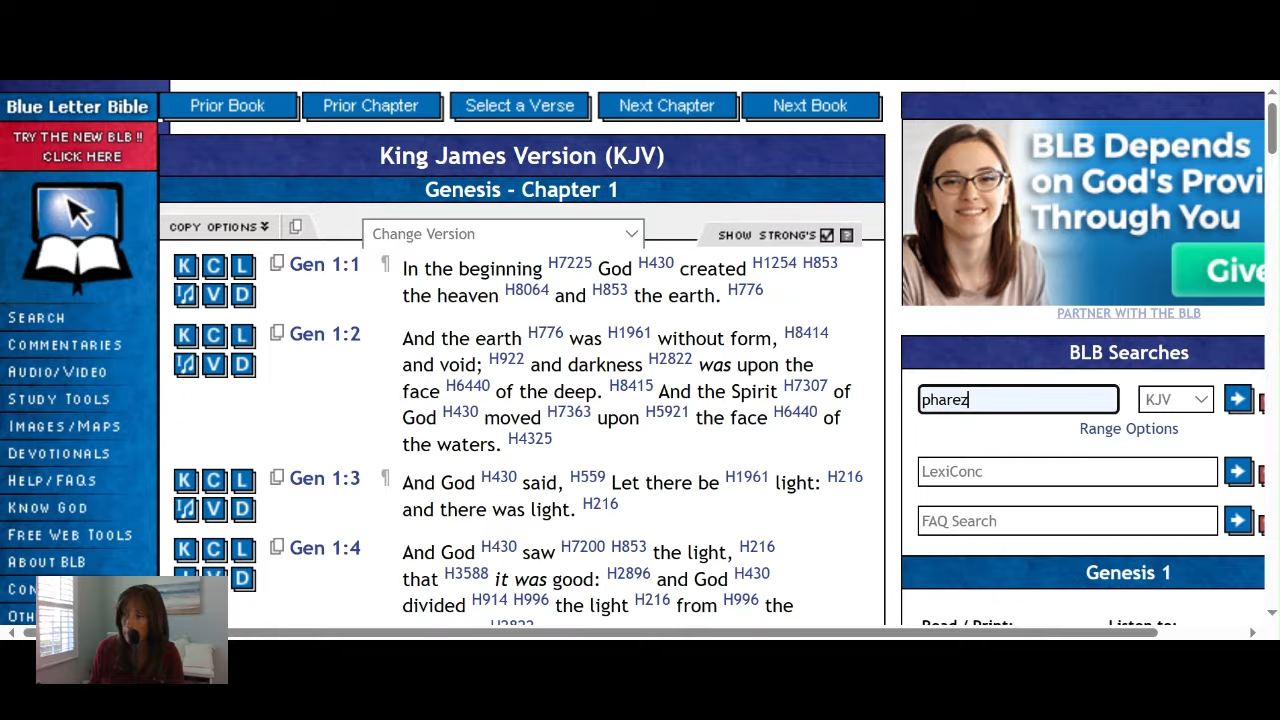 Blue Letter Bible
TRY THE NEW BLB !!
CLICK HERE
SEARCH
COMMENTARIES
AUDIO/VIDEO
STUDY TOOLS
IMAGES/MAPS
DEVOTIONALS
HELP/FAQS
KNOW GOD
FREE WEB TOOLS
ABOUT BLB
Prior Book
Prior Chapter
Select a Verse
Next Chapter
Next Book
King James Version (KJV)
Genesis - Chapter 1
COPY OPTIONS
Change Version
SHOW STRONG'S
K C L Gen 1:1 ¶ In the beginning H7225 God H430 created H1254 H853
V D the heaven H8064 and H853 the earth. H776
K C L Gen 1:2 And the earth H776 was H1961 without form, H8414
V D and void; H922 and darkness H2822 was upon the
face H6440 of the deep. H8415 And the Spirit H7307 of
God H430 moved H7363 upon H5921 the face H6440 of
the waters. H4325
K C L Gen 1:3 ¶ And God H430 said, H559 Let there be H1961 light: H216
V D and there was light. H216
K C L Gen 1:4 And God H430 saw H7200 H853 the light, H216
D that H3588 it was good: H2896 and God H430
divided H914 H996 the light H216 from H996 the
H2822
BLB Depends
on God's Provi
Through You
Give
PARTNER WITH THE BLB
BLB Searches
pharez
KJV
Range Options
LexiConc
FAQ Search
Genesis 1
Read / Print:
Listen to: